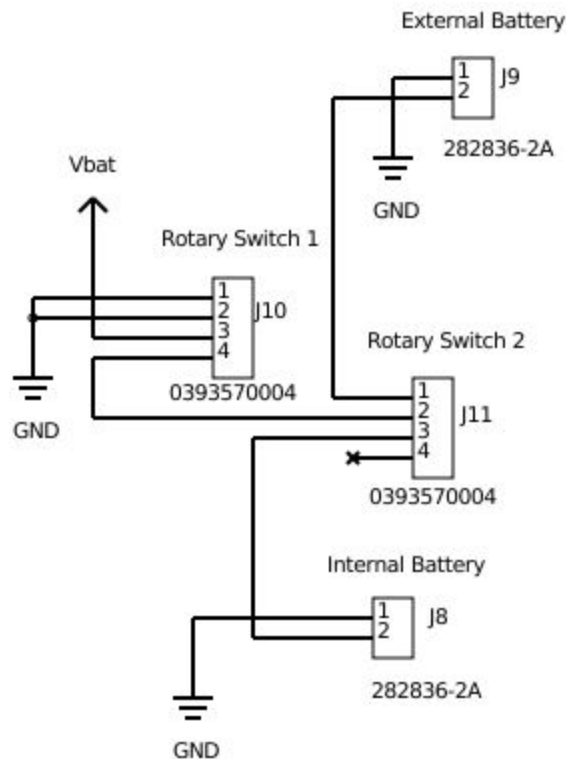 External Battery
1
2
J9
282836-2A
GND
Vbat
Rotary Switch 1
1
2
3
4
J10
0393570004
GND
Rotary Switch 2
1
2
3
4
J11
0393570004
Internal Battery
1
2
J8
282836-2A
GND